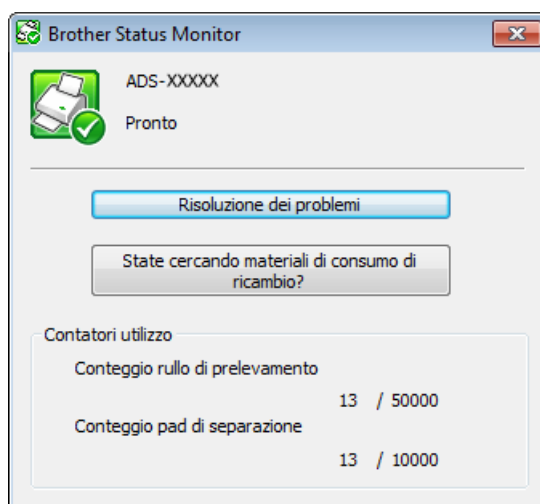 Brother Status Monitor
ADS-XXXXX
Pronto
Risoluzione dei problemi
State cercando materiali di consumo di
ricambio?
Contatori utilizzo
Conteggio rullo di prelevamento
13 / 50000
Conteggio pad di separazione
13 / 10000